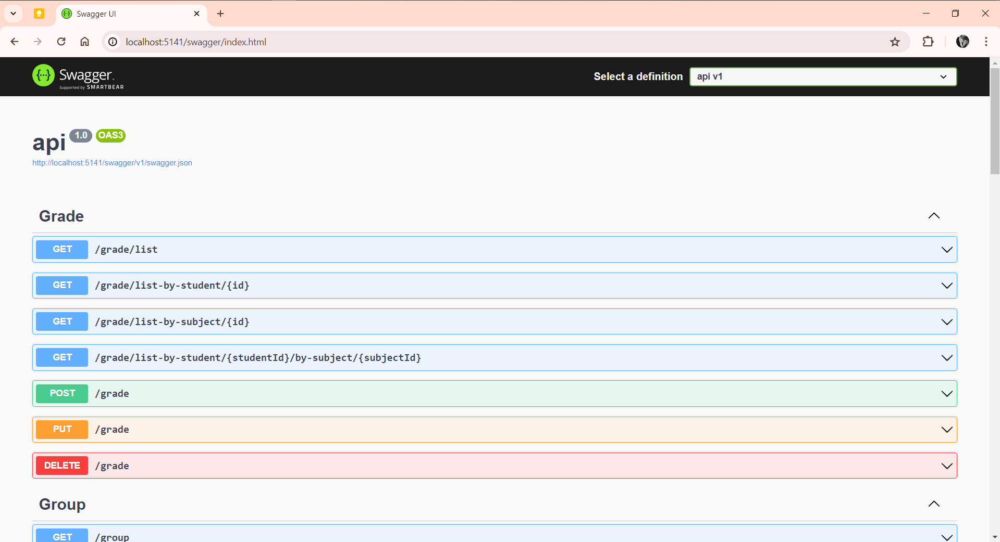 Swagger UI
localhost:5141/swagger/index.html
Swagger
Supported by SMARTBEAR
Select a definition
api v1
api 1.0 OAS3
http://localhost:5141/swagger/v1/swagger.json
Grade
GET /grade/list
GET /grade/list-by-student/{id}
GET /grade/list-by-subject/{id}
GET /grade/list-by-student/{studentId}/by-subject/{subjectId}
POST /grade
PUT /grade
DELETE /grade
Group
GET /group